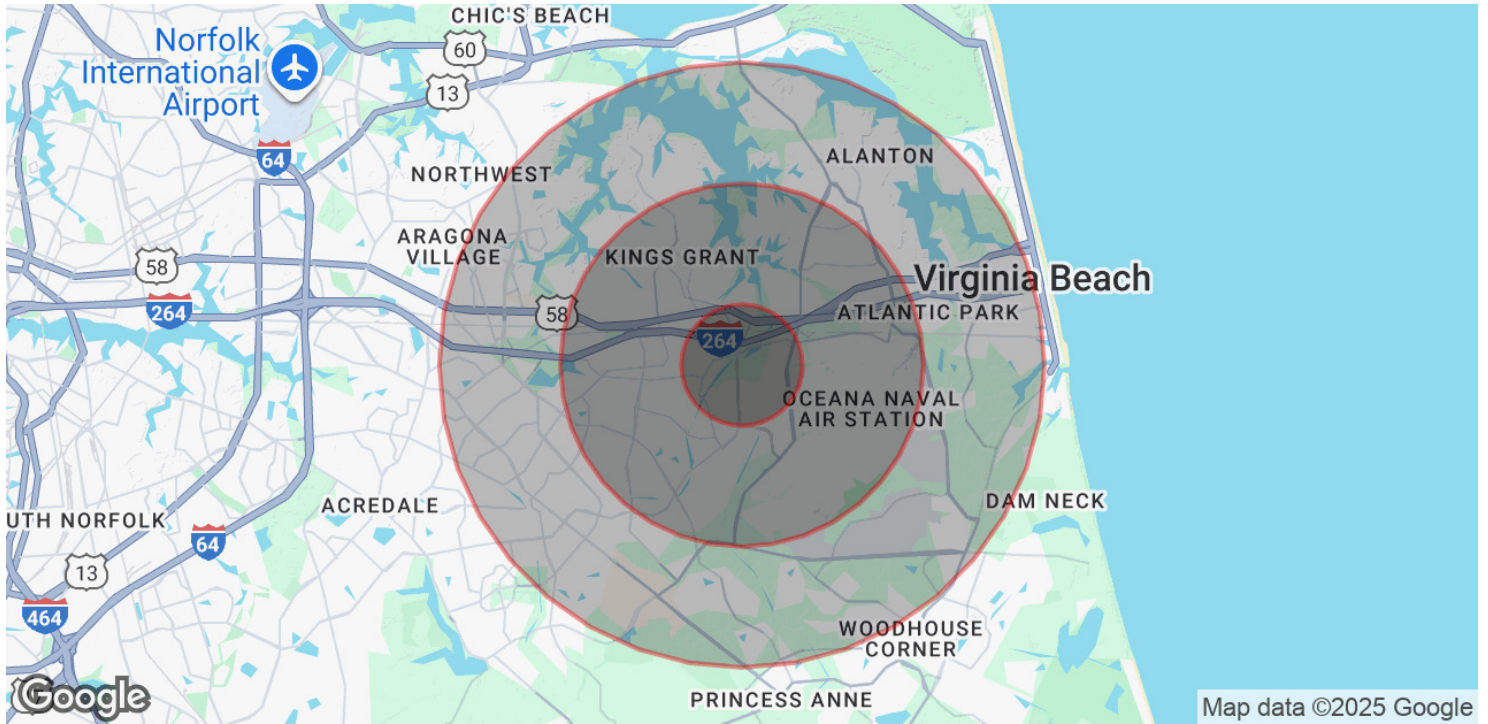 CHIC'S BEACH
Norfolk
International
Airport
60
13
64
ALANTON
NORTHWEST
ARAGONA
VILLAGE
KINGS GRANT
58
Virginia Beach
264
58
ATLANTIC PARK
264
OCEANA NAVAL
AIR STATION
ACREDALE
DAM NECK
UTH NORFOLK
64
13
464
WOODHOUSE
CORNER
PRINCESS ANNE
Google
Map data ©2025 Google